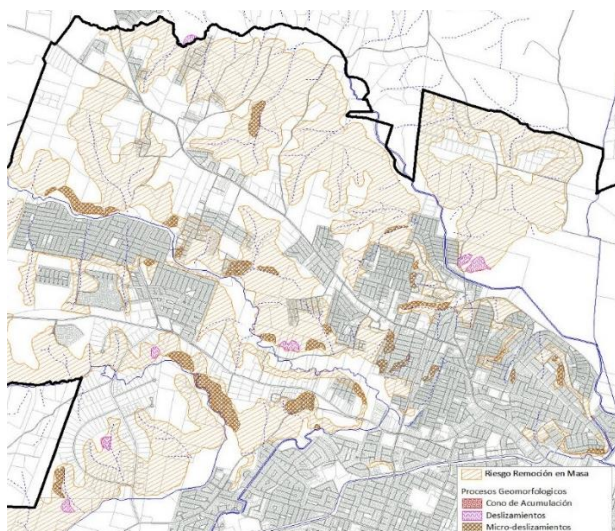 Riesgo Remoción en Masa
Procesos Geomorfologicos
Cono de Acumulación
Deslizamientos
Micro-deslizamientos